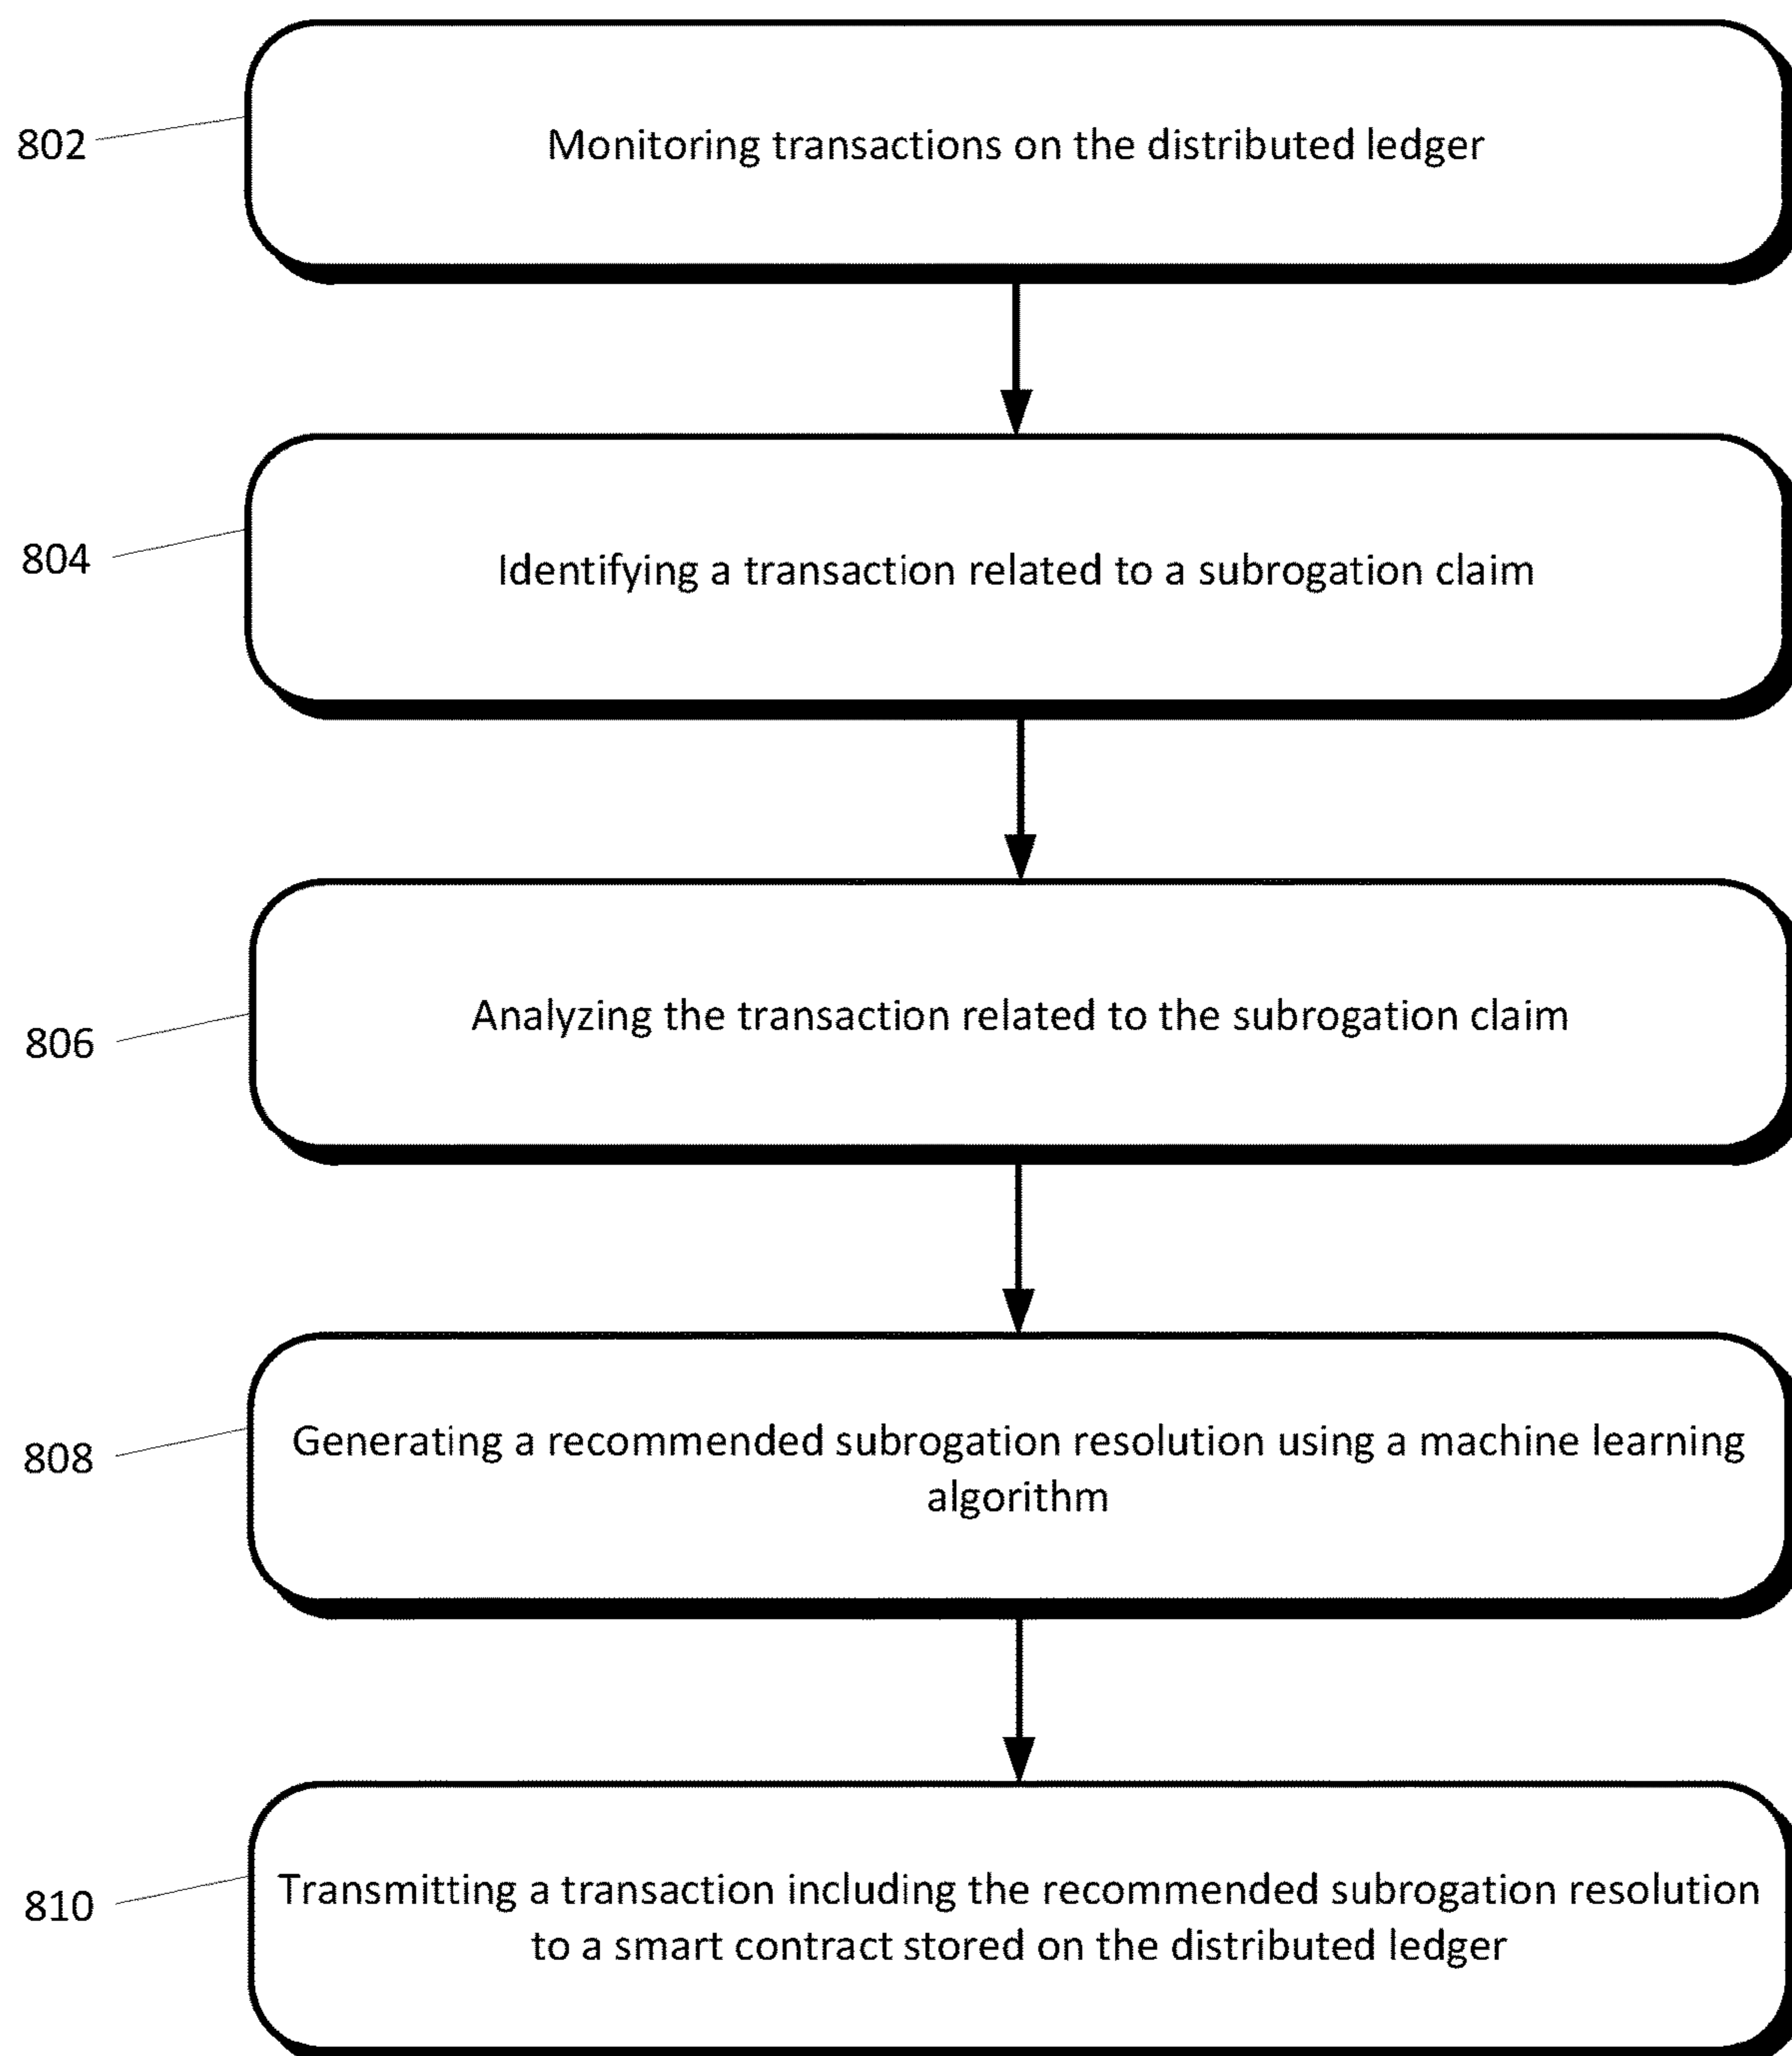 802
Monitoring transactions on the distributed ledger
804
Identifying a transaction related to a subrogation claim
806
Analyzing the transaction related to the subrogation claim
808
Generating a recommended subrogation resolution using a machine learning
algorithm
810
Transmitting a transaction including the recommended subrogation resolution
to a smart contract stored on the distributed ledger